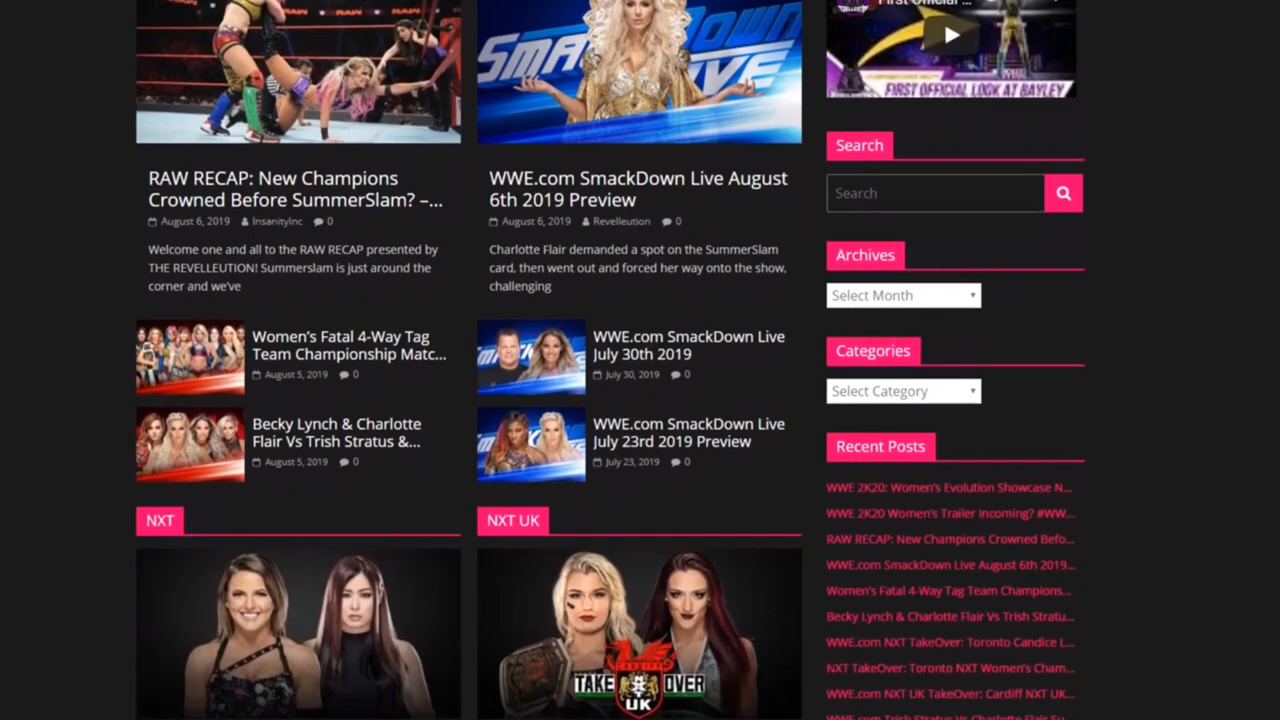 RAW RECAP: New Champions
Crowned Before SummerSlam? –...
August 6, 2019 InsanityInc 0
Welcome one and all to the RAW RECAP presented by
THE REVELLEUTION! Summerslam is just around the
corner and we've
Women's Fatal 4-Way Tag
Team Championship Matc...
August 5, 2019 0
Becky Lynch & Charlotte
Flair Vs Trish Stratus &...
August 5, 2019 0
SMACKDOWN
LIVE
WWE.com SmackDown Live August
6th 2019 Preview
August 6, 2019 Revelleution 0
Charlotte Flair demanded a spot on the SummerSlam
card, then went out and forced her way onto the show,
challenging
WWE.com SmackDown Live
July 30th 2019
July 30, 2019 0
WWE.com SmackDown Live
July 23rd 2019 Preview
July 23, 2019 0
NXT
NXT UK
TAKE OVER
UK
First Official ...
FIRST OFFICIAL LOOK AT BAYLEY
Search
Search
Archives
Select Month
Categories
Select Category
Recent Posts
WWE 2K20: Women's Evolution Showcase N...
WWE 2K20 Women's Trailer Incoming? #WW...
RAW RECAP: New Champions Crowned Befo...
WWE.com SmackDown Live August 6th 2019...
Women's Fatal 4-Way Tag Team Champions...
Becky Lynch & Charlotte Flair Vs Trish Stratu...
WWE.com NXT TakeOver: Toronto Candice L...
NXT TakeOver: Toronto NXT Women's Cham...
WWE.com NXT UK TakeOver: Cardiff NXT UK...
WWE.com Trish Stratus Vs Charlotte Flair Su...